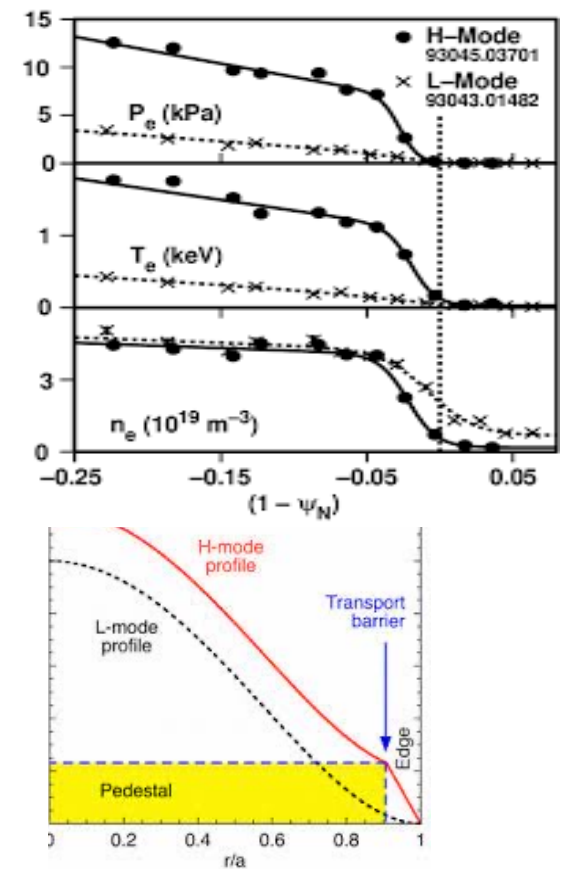 15
10
5
0
P_e (kPa)
● H–Mode
93045.03701
× L–Mode
93043.01482
1
0
T_e (keV)
3
0
n_e (10^19 m^–3)
–0.25 –0.15 –0.05 0.05
(1 – ψ_N)
H-mode
profile
L-mode
profile
Transport
barrier
Edge
Pedestal
0 0.2 0.4 0.6 0.8 1
r/a